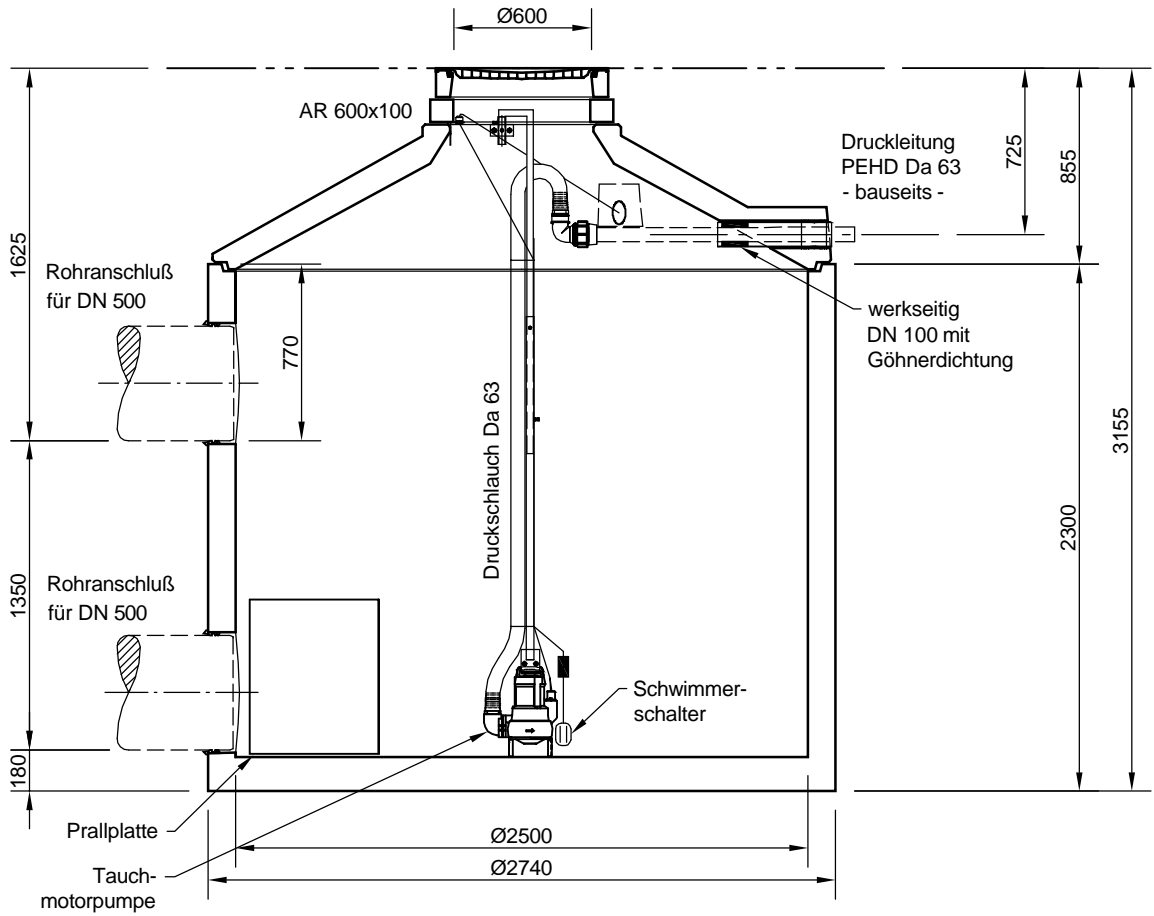 Ø600
AR 600x100
Druckleitung
PEHD Da 63
- bauseits -
725
855
1625
Rohranschluß
für DN 500
770
werkseitig
DN 100 mit
Göhnerdichtung
Druckschlauch Da 63
3155
2300
1350
Rohranschluß
für DN 500
Schwimmer-
schalter
180
Prallplatte
Ø2500
Ø2740
Tauch-
motorpumpe